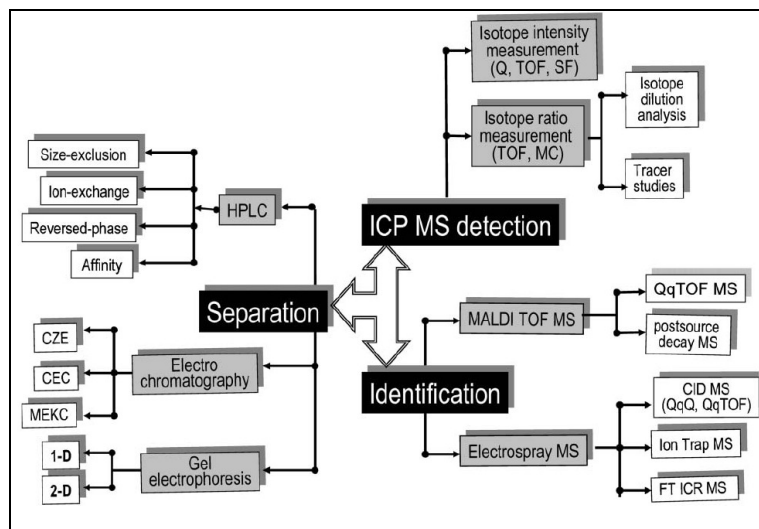 Isotope intensity
measurement
(Q, TOF, SF)
Isotope ratio
measurement
(TOF, MC)
Isotope
dilution
analysis
Tracer
studies
ICP MS detection
Size-exclusion
Ion-exchange
Reversed-phase
Affinity
HPLC
Separation
CZE
CEC
MEKC
Electro
chromatography
1-D
2-D
Gel
electrophoresis
Identification
MALDI TOF MS
QqTOF MS
postsource
decay MS
Electrospray MS
CID MS
(QqQ, QqTOF)
Ion Trap MS
FT ICR MS